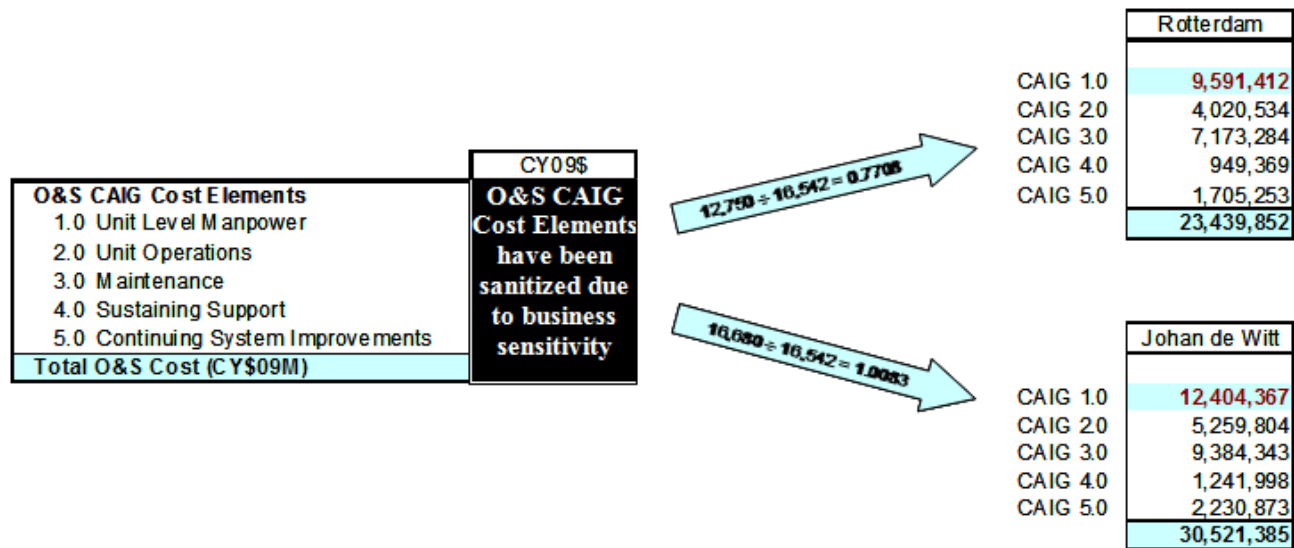 CY09$
O&S CAIG Cost Elements
1.0 Unit Level Manpower
2.0 Unit Operations
3.0 Maintenance
4.0 Sustaining Support
5.0 Continuing System Improvements
Total O&S Cost (CY$09M)
O&S CAIG
Cost Elements
have been
sanitized due
to business
sensitivity
12,750 ÷ 16,542 = 0.7708
16,680 ÷ 16,542 = 1.0083
Rotterdam
CAIG 1.0 9,591,412
CAIG 2.0 4,020,534
CAIG 3.0 7,173,284
CAIG 4.0 949,369
CAIG 5.0 1,705,253
23,439,852
Johan de Witt
CAIG 1.0 12,404,367
CAIG 2.0 5,259,804
CAIG 3.0 9,384,343
CAIG 4.0 1,241,998
CAIG 5.0 2,230,873
30,521,385